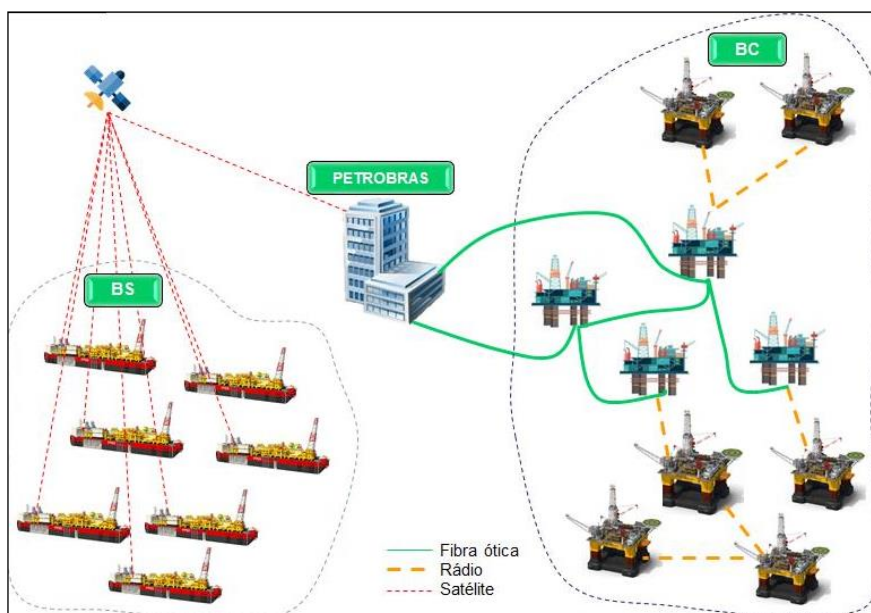 BC
PETROBRAS
BS
Fibra ótica
Rádio
Satélite